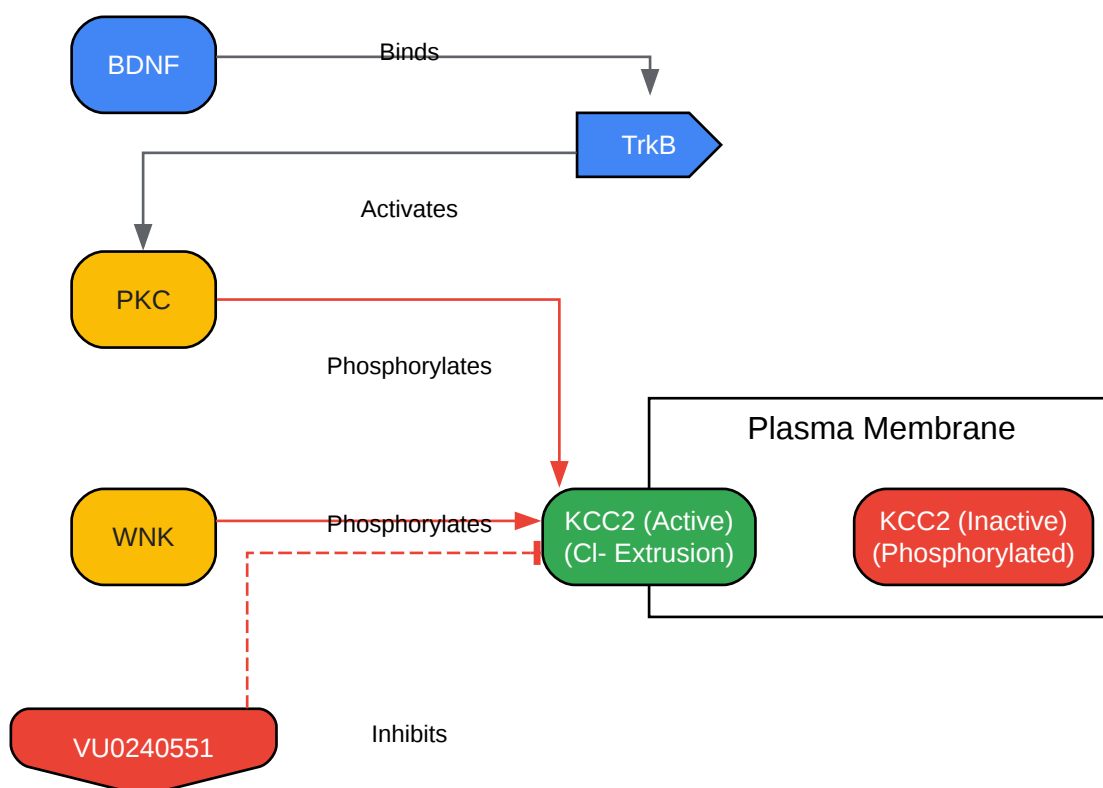 Binds
BDNF
TrkB
Activates
PKC
Phosphorylates
Plasma Membrane
WNK
Phosphorylates
KCC2 (Active)
(Cl- Extrusion)
KCC2 (Inactive)
(Phosphorylated)
Inhibits
VU0240551